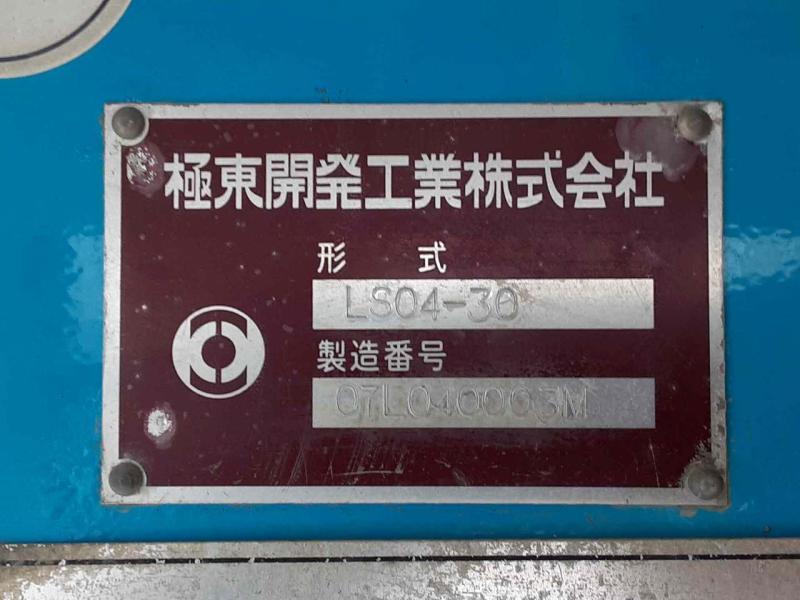 極東開発工業株式会社
形式
LS04-30
製造番号
07L040003M